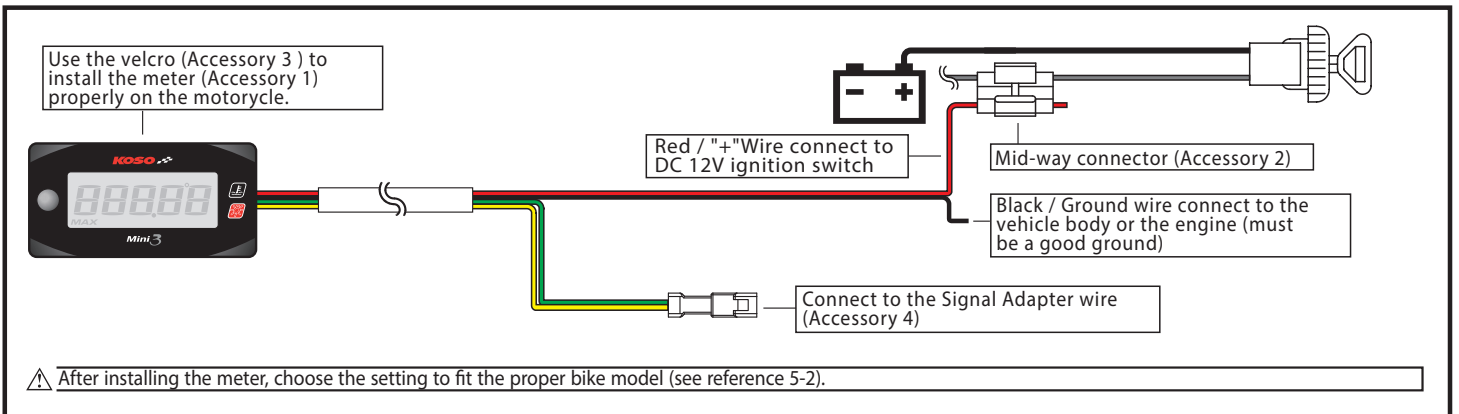 Use the velcro (Accessory 3 ) to
install the meter (Accessory 1)
properly on the motorycle.
KOSO
888.88
MAX
Mini 3
Red / "+"Wire connect to
DC 12V ignition switch
Mid-way connector (Accessory 2)
Black / Ground wire connect to the
vehicle body or the engine (must
be a good ground)
Connect to the Signal Adapter wire
(Accessory 4)
After installing the meter, choose the setting to fit the proper bike model (see reference 5-2).